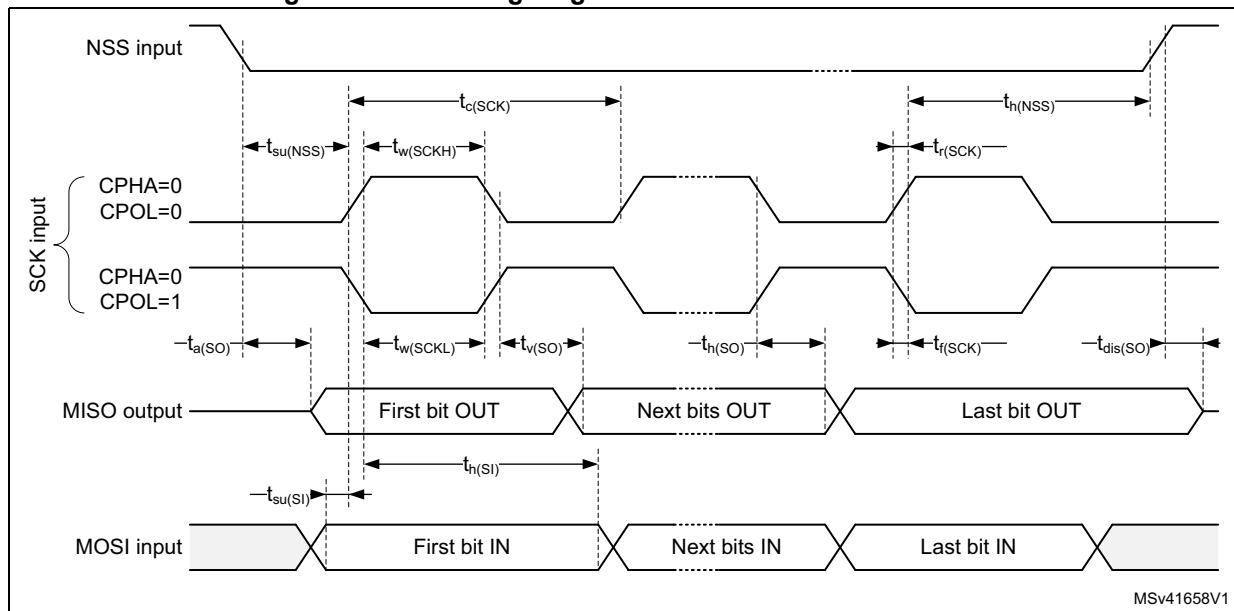 NSS input
tc(SCK)
th(NSS)
tsu(NSS)
tw(SCKH)
tr(SCK)
SCK input
CPHA=0
CPOL=0
CPHA=0
CPOL=1
ta(SO)
tw(SCKL)
tv(SO)
th(SO)
tf(SCK)
tdis(SO)
MISO output
First bit OUT
Next bits OUT
Last bit OUT
th(SI)
tsu(SI)
MOSI input
First bit IN
Next bits IN
Last bit IN
MSv41658V1